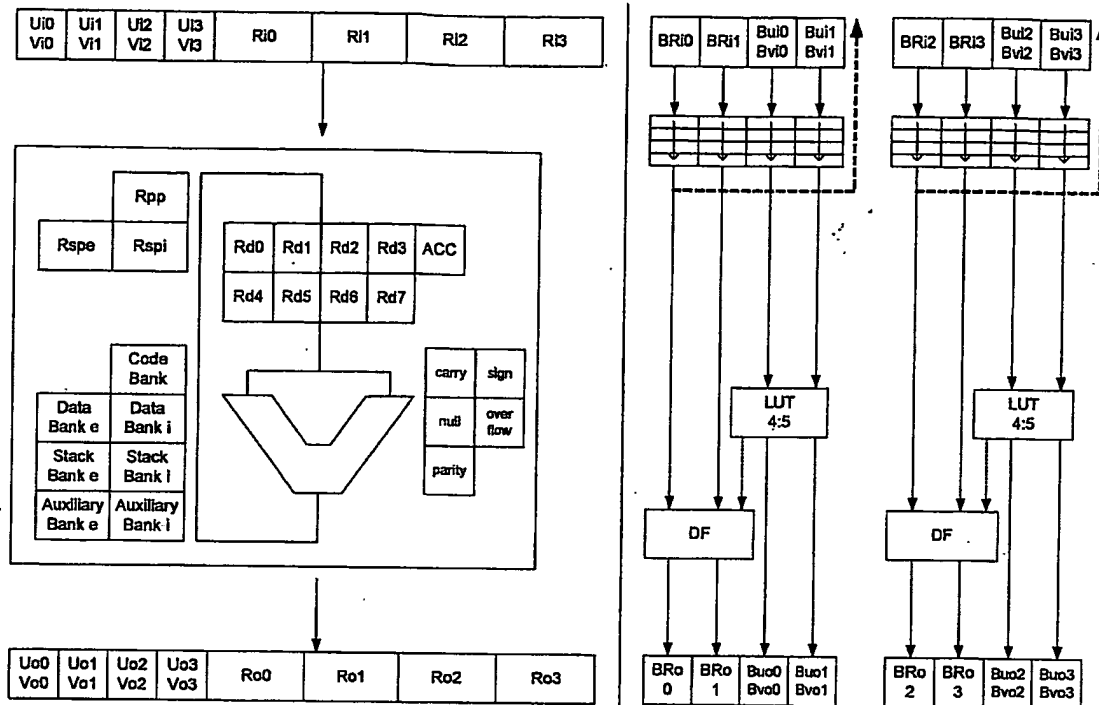 Ui0 Ui1 Ui2 Ui3 Ri0 Ri1 Ri2 Ri3
Vi0 Vi1 Vi2 Vi3
Rpp
Rspe Rspi
Rd0 Rd1 Rd2 Rd3 ACC
Rd4 Rd5 Rd6 Rd7
Code
Bank
Data Data
Bank e Bank i
Stack Stack
Bank e Bank i
Auxiliary Auxiliary
Bank e Bank i
carry sign
null over
flow
parity
Uo0 Uo1 Uo2 Uo3 Ro0 Ro1 Ro2 Ro3
Vo0 Vo1 Vo2 Vo3
BRi0 BRi1 Bui0 Bui1
Bvi0 Bvi1
LUT
4:5
DF
BRo BRo Buo0 Buo1
0 1 Bvo0 Bvo1
BRi2 BRi3 Bui2 Bui3
Bvi2 Bvi3
LUT
4:5
DF
BRo BRo Buo2 Buo3
2 3 Bvo2 Bvo3